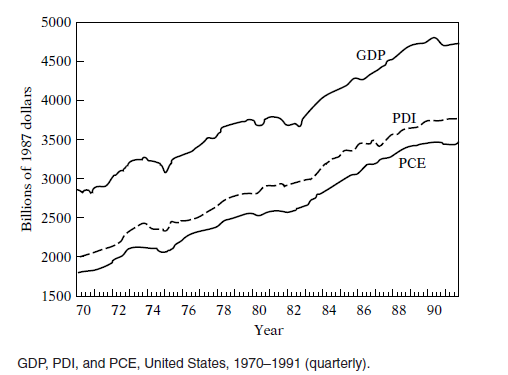 5000
4500
4000
3500
3000
2500
2000
1500
Billions of 1987 dollars
GDP
PDI
PCE
70 72 74 76 78 80 82 84 86 88 90
Year
GDP, PDI, and PCE, United States, 1970–1991 (quarterly).